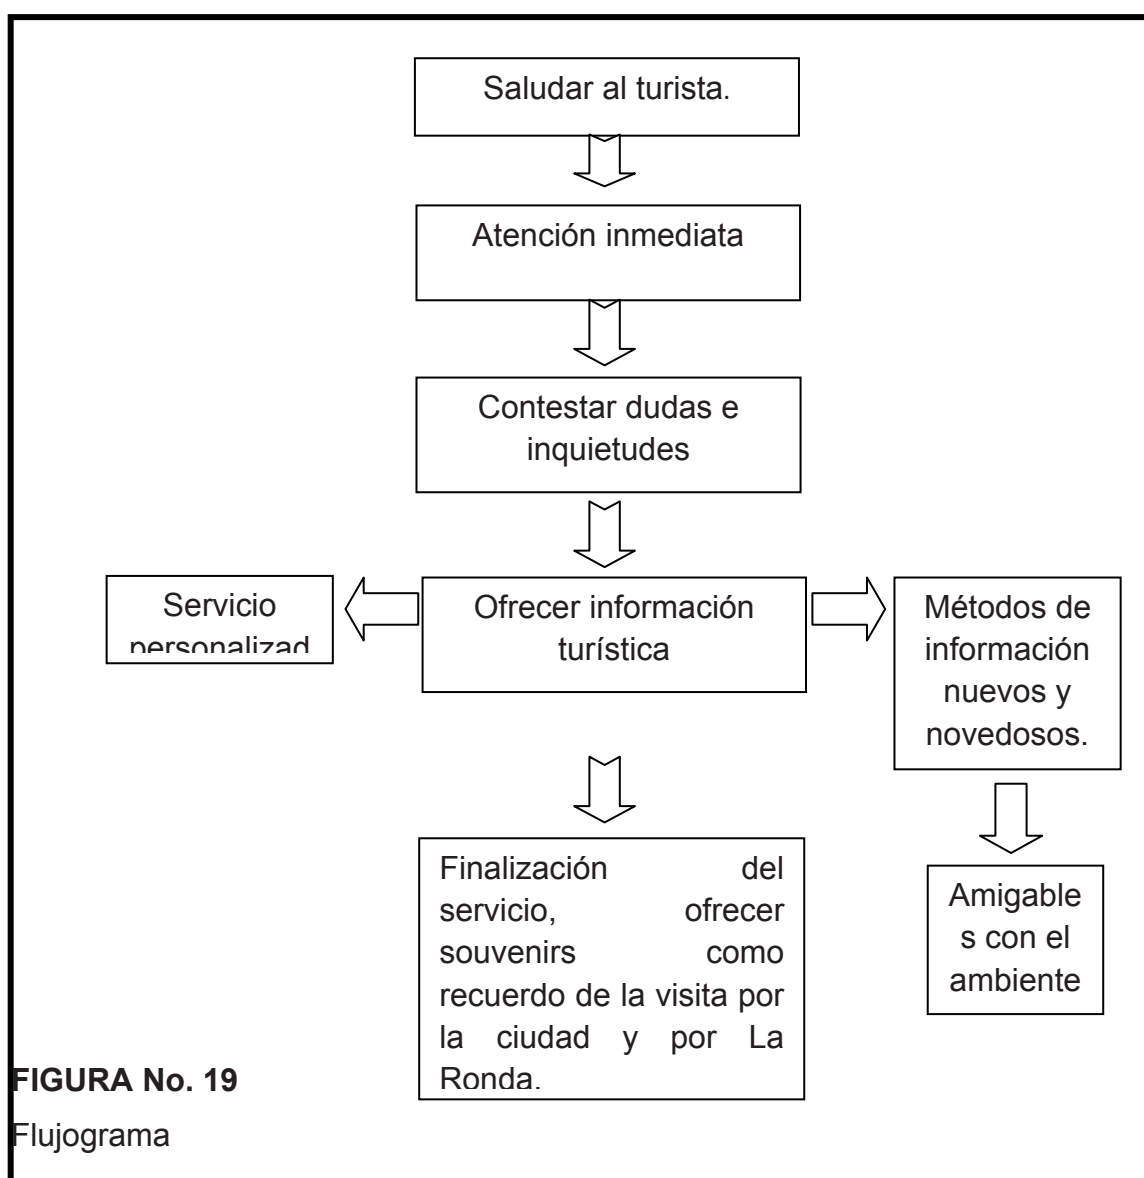 Saludar al turista.
Atención inmediata
Contestar dudas e
inquietudes
Servicio
personalizad
Ofrecer información
turística
Métodos de
información
nuevos y
novedosos.
Finalización del
servicio, ofrecer
souvenirs como
recuerdo de la visita por
la ciudad y por La
Ronda.
Amigable
s con el
ambiente
FIGURA No. 19
Flujograma